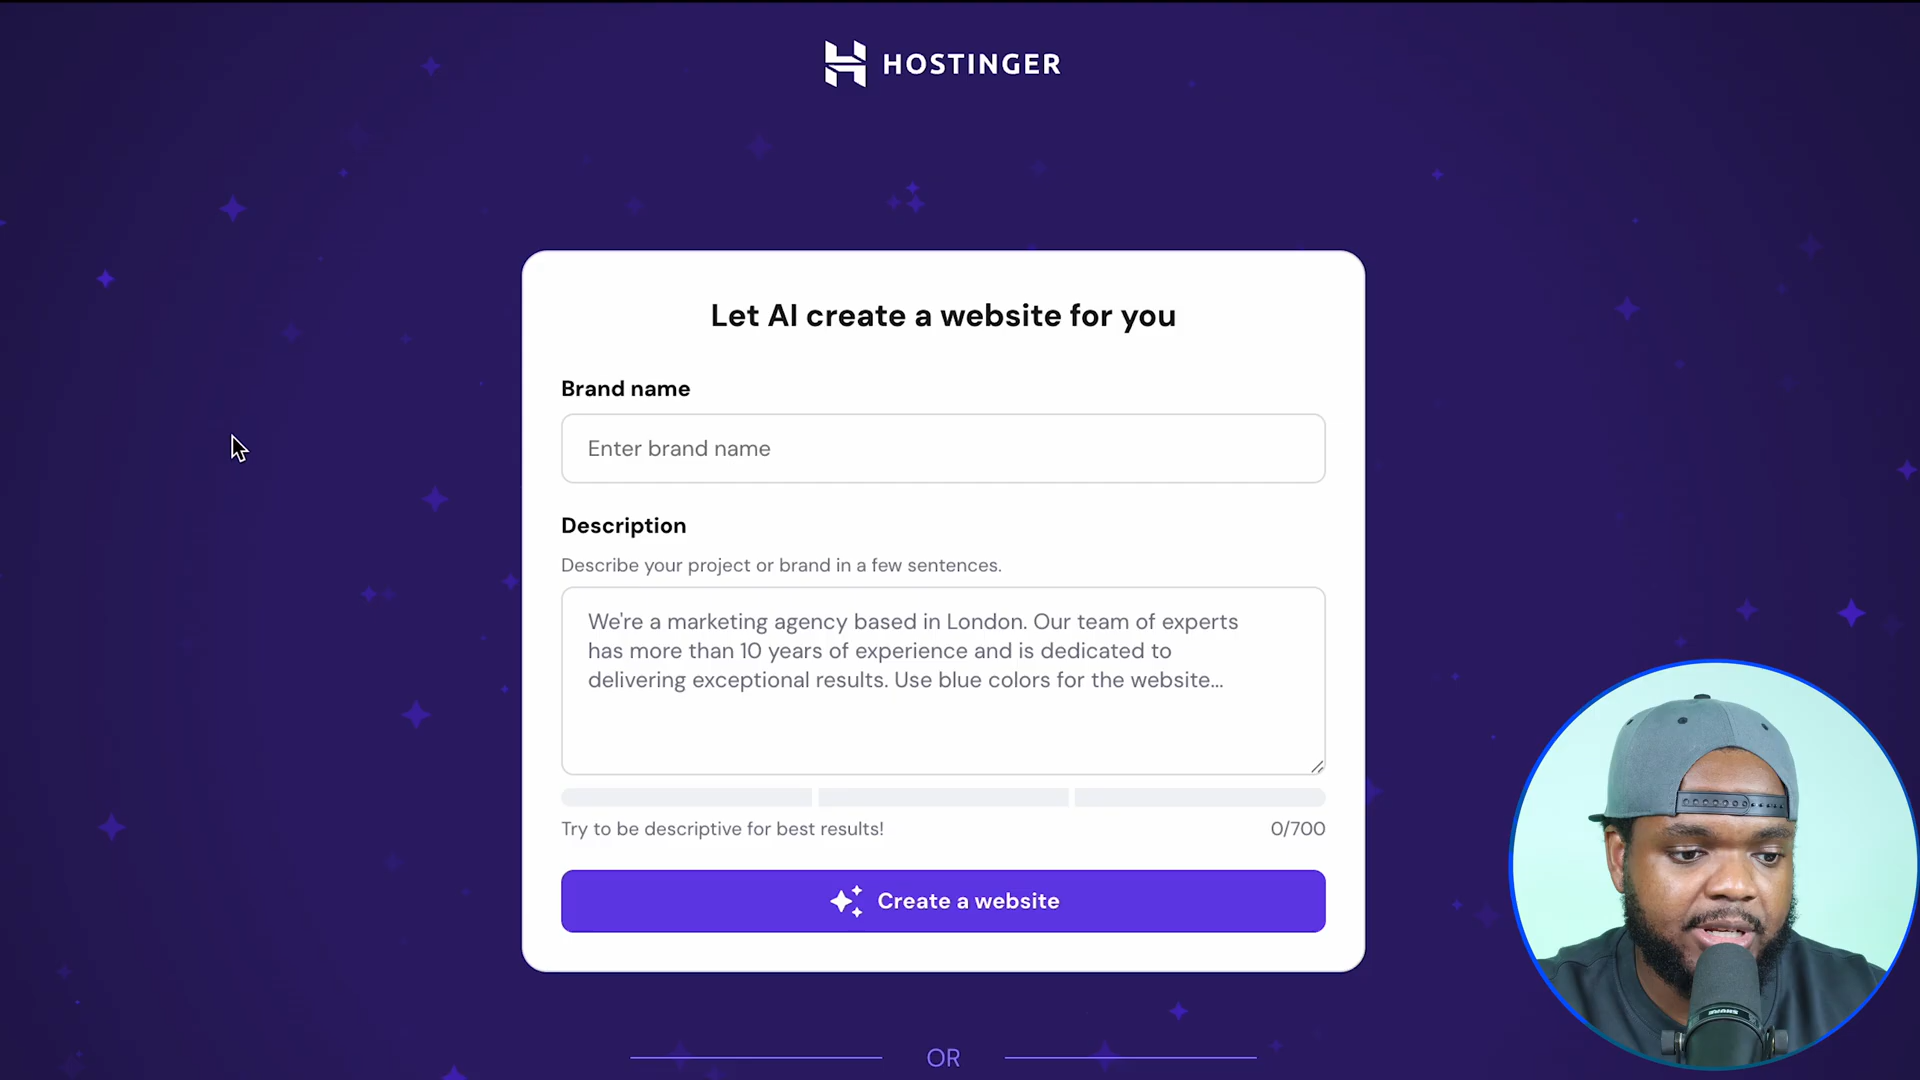 HOSTINGER
Let AI create a website for you
Brand name
Enter brand name
Description
Describe your project or brand in a few sentences.
We're a marketing agency based in London. Our team of experts
has more than 10 years of experience and is dedicated to
delivering exceptional results. Use blue colors for the website...
Try to be descriptive for best results!
0/700
Create a website
OR
SHURE